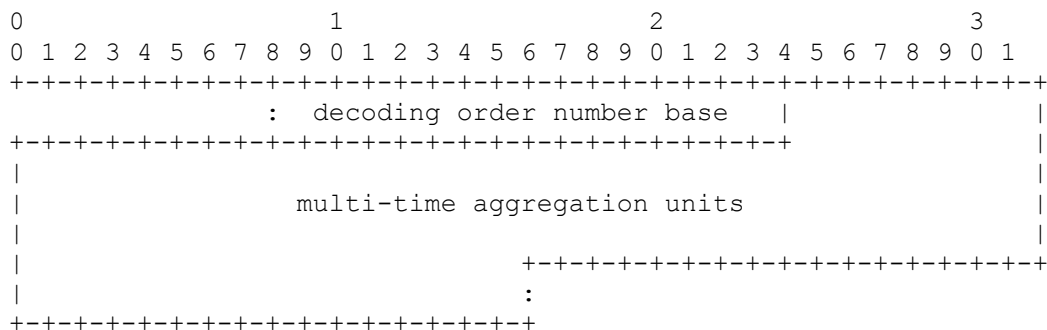 0                   1                   2                   3
0 1 2 3 4 5 6 7 8 9 0 1 2 3 4 5 6 7 8 9 0 1 2 3 4 5 6 7 8 9 0 1
+-+-+-+-+-+-+-+-+-+-+-+-+-+-+-+-+-+-+-+-+-+-+-+-+-+-+-+-+-+-+-+-+
                :  decoding order number base   |               |
+-+-+-+-+-+-+-+-+-+-+-+-+-+-+-+-+-+-+-+-+-+-+-+-+               |
|                                                               |
|                 multi-time aggregation units                  |
|                                                               |
|                               +-+-+-+-+-+-+-+-+-+-+-+-+-+-+-+-+
|                               :
+-+-+-+-+-+-+-+-+-+-+-+-+-+-+-+-+